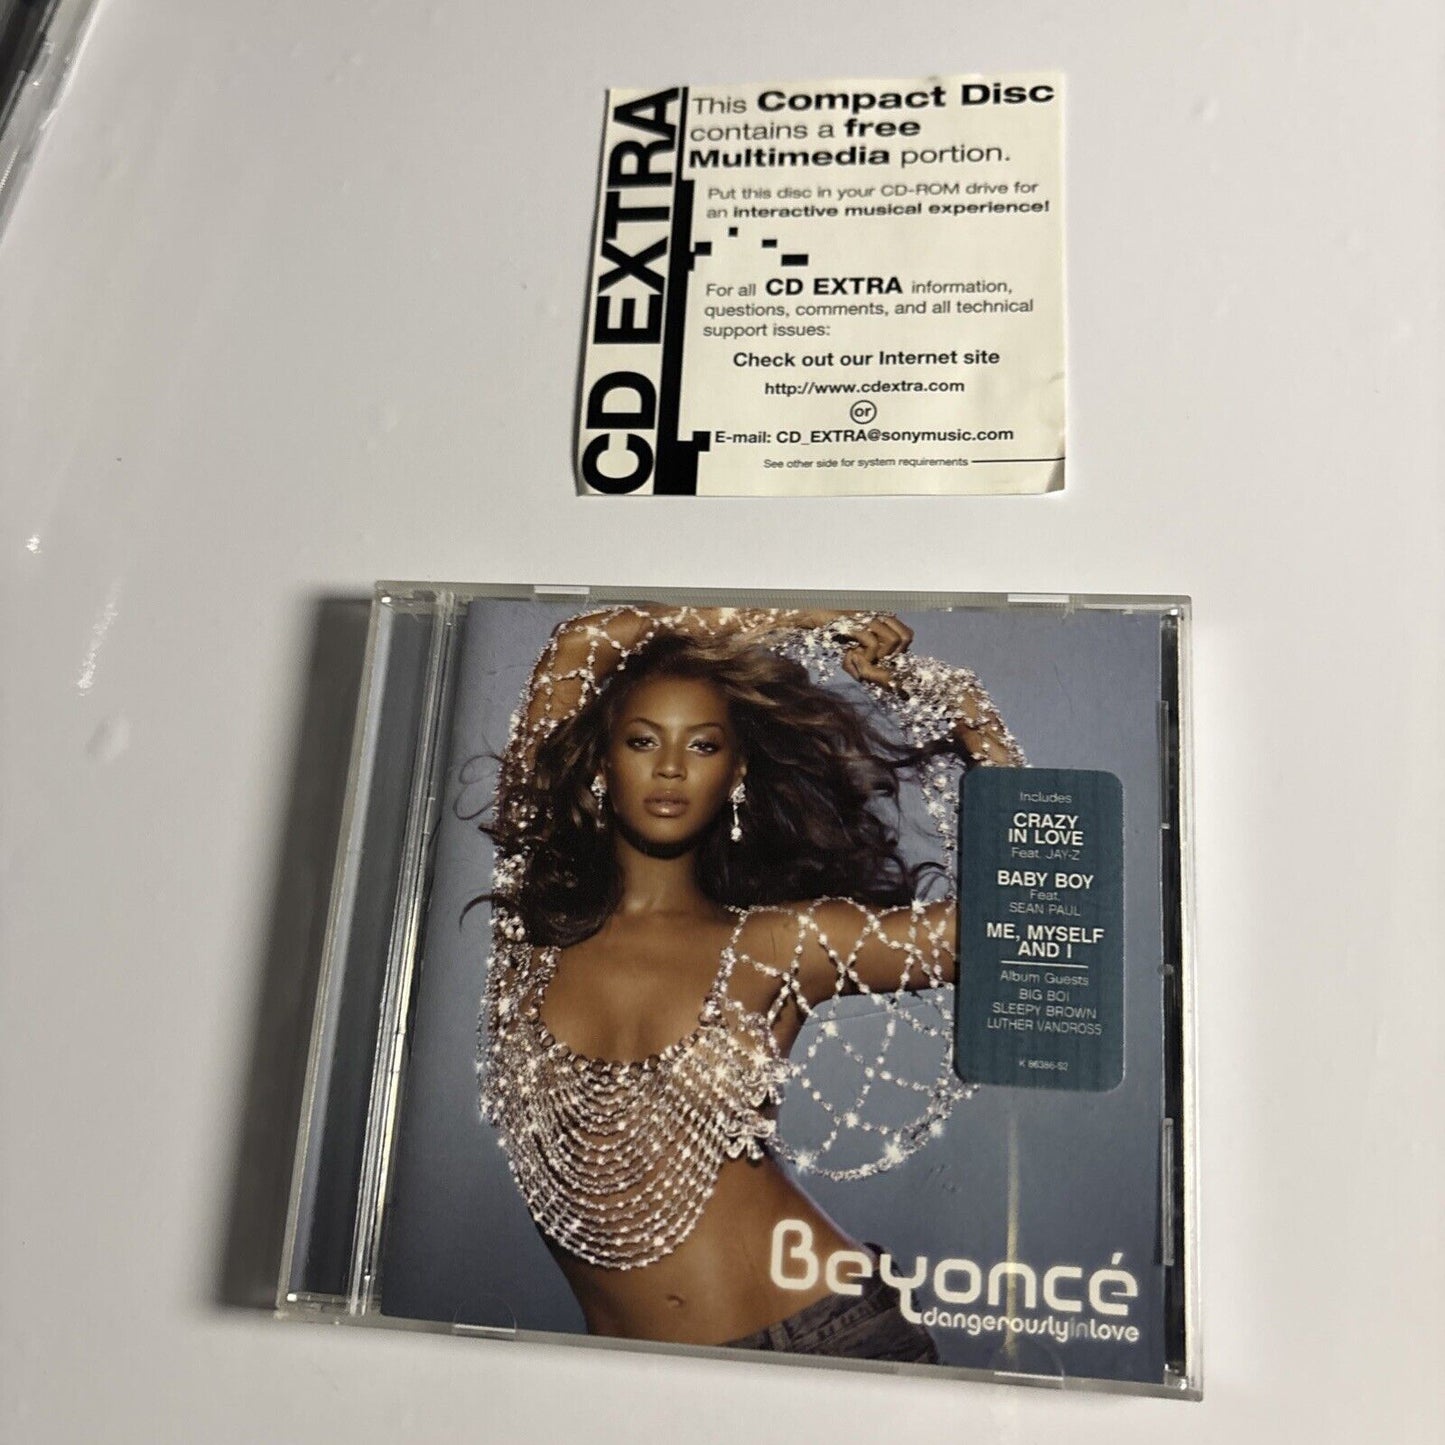 CD EXTRA
This Compact Disc
contains a free
Multimedia portion.
Put this disc in your CD-ROM drive for
an interactive musical experience!
For all CD EXTRA information,
questions, comments, and all technical
support issues:
Check out our Internet site
http://www.cdextra.com
or
E-mail: CD_EXTRA@sonymusic.com
See other side for system requirements
Includes
CRAZY
IN LOVE
Feat. JAY-Z
BABY BOY
Feat.
SEAN PAUL
ME, MYSELF
AND I
Album Guests
BIG BOI
SLEEPY BROWN
LUTHER VANDROSS
K 86386-S2
Beyoncé
dangerouslyinlove